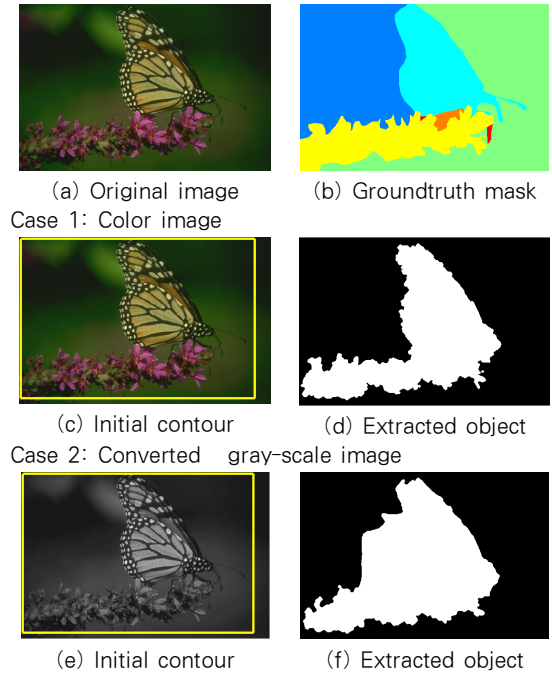 (a) Original image
(b) Groundtruth mask
Case 1: Color image
(c) Initial contour
(d) Extracted object
Case 2: Converted gray-scale image
(e) Initial contour
(f) Extracted object